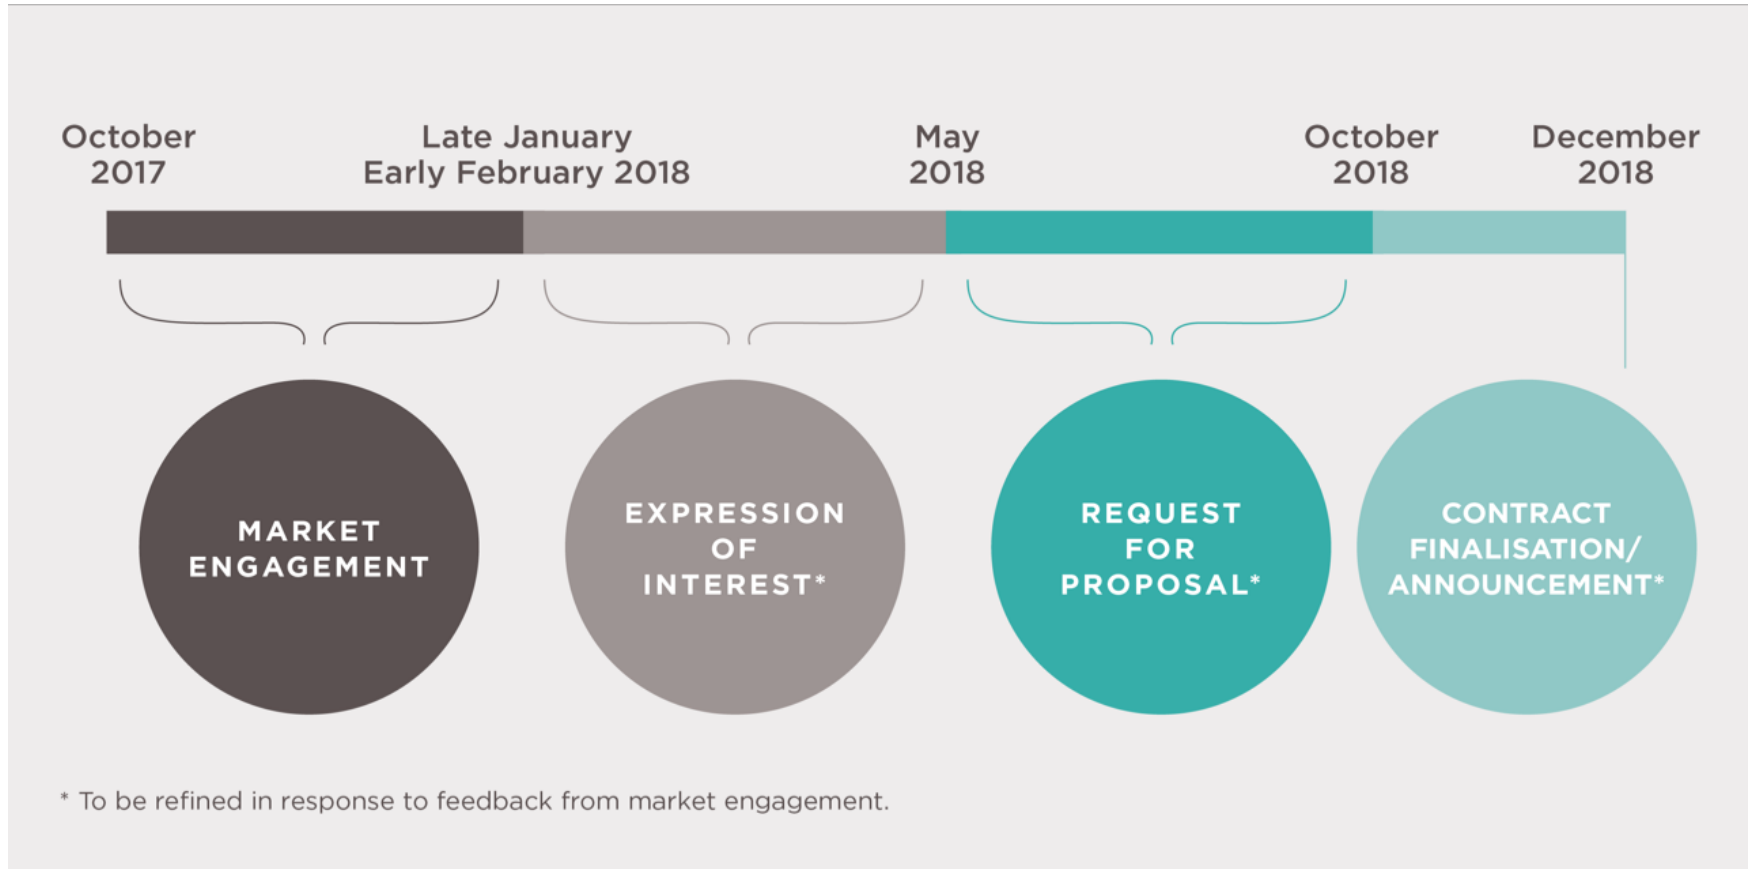 October
2017
Late January
Early February 2018
May
2018
October
2018
December
2018
MARKET
ENGAGEMENT
EXPRESSION
OF
INTEREST*
REQUEST
FOR
PROPOSAL*
CONTRACT
FINALISATION/
ANNOUNCEMENT*
* To be refined in response to feedback from market engagement.